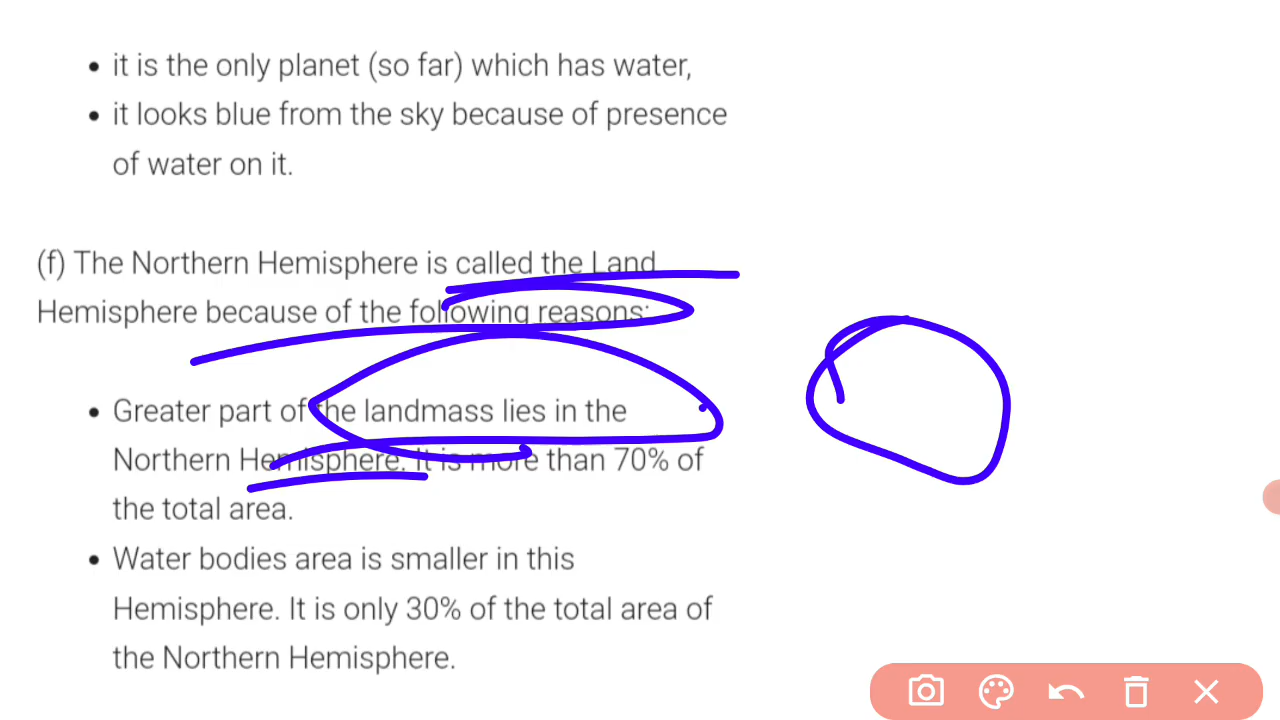 • it is the only planet (so far) which has water,
• it looks blue from the sky because of presence
of water on it.
(f) The Northern Hemisphere is called the Land
Hemisphere because of the following reasons:
• Greater part of the landmass lies in the
Northern Hemisphere. It is more than 70% of
the total area.
• Water bodies area is smaller in this
Hemisphere. It is only 30% of the total area of
the Northern Hemisphere.